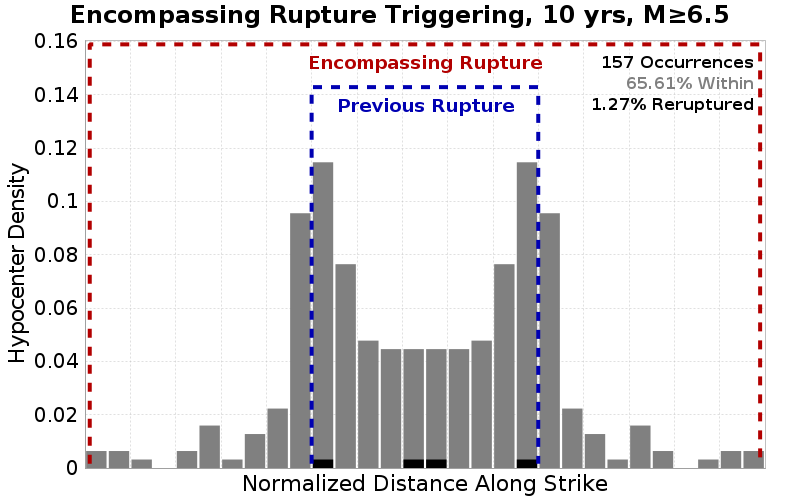 Encompassing Rupture Triggering, 10 yrs, M≥6.5
0.16
Encompassing Rupture
157 Occurrences
65.61% Within
0.14
Previous Rupture
1.27% Reruptured
0.12
0.1
0.08
0.06
0.04
0.02
0
Hypocenter Density
Normalized Distance Along Strike